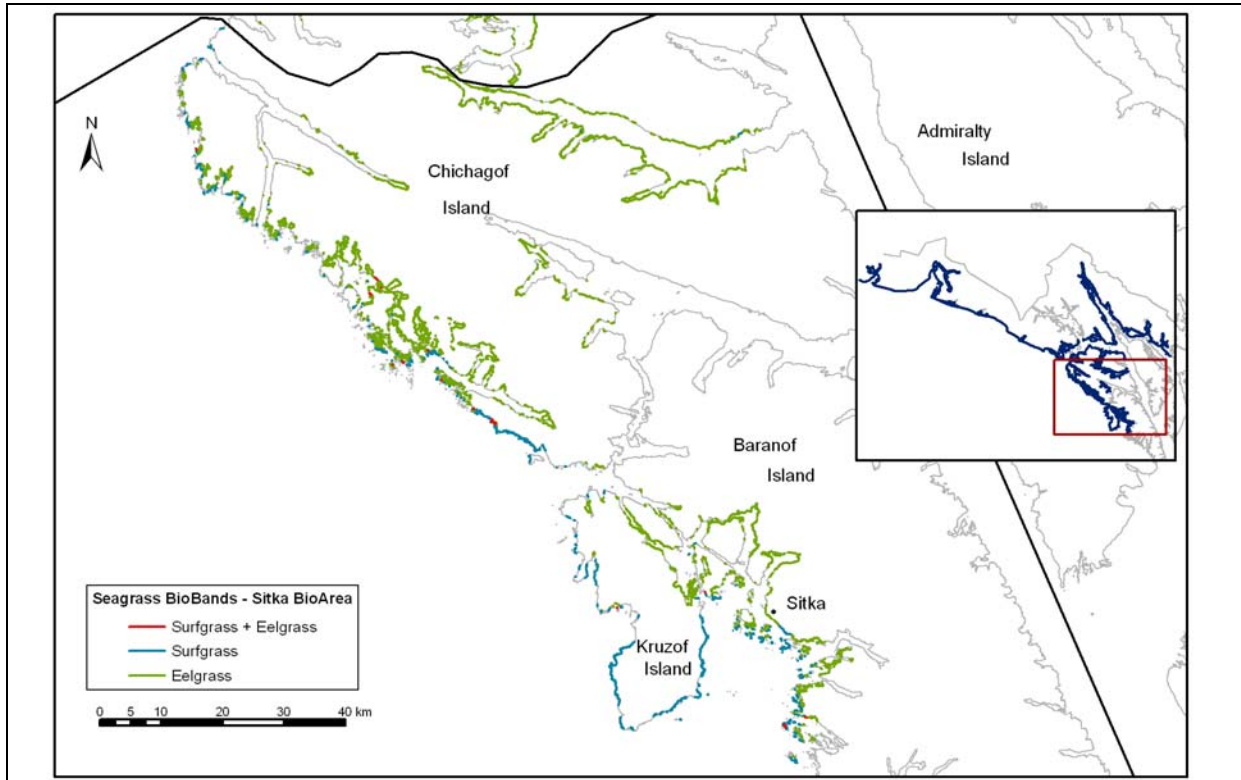 N
Chichagof
Island
Admiralty
Island
Baranof
Island
Sitka
Kruzof
Island
Seagrass BioBands - Sitka BioArea
Surfgrass + Eelgrass
Surfgrass
Eelgrass
0 5 10 20 30 40 km